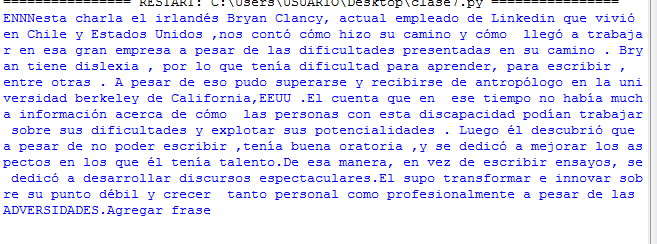 ================= RESTART: C:\Users\USUARIO\Desktop\clase7.py =================
ENNNesta charla el irlandés Bryan Clancy, actual empleado de Linkedin que vivió
en Chile y Estados Unidos ,nos contó cómo hizo su camino y cómo  llegó a trabaja
r en esa gran empresa a pesar de las dificultades presentadas en su camino . Bry
an tiene dislexia , por lo que tenía dificultad para aprender, para escribir ,
entre otras . A pesar de eso pudo superarse y recibirse de antropólogo en la uni
versidad berkeley de California,EEUU .El cuenta que en  ese tiempo no había much
a información acerca de cómo  las personas con esta discapacidad podían trabajar
 sobre sus dificultades y explotar sus potencialidades . Luego él descubrió que
a pesar de no poder escribir ,tenía buena oratoria ,y se dedicó a mejorar los as
pectos en los que él tenía talento.De esa manera, en vez de escribir ensayos, se
 dedicó a desarrollar discursos espectaculares.El supo transformar e innovar sob
re su punto débil y crecer  tanto personal como profesionalmente a pesar de las
ADVERSIDADES.Agregar frase